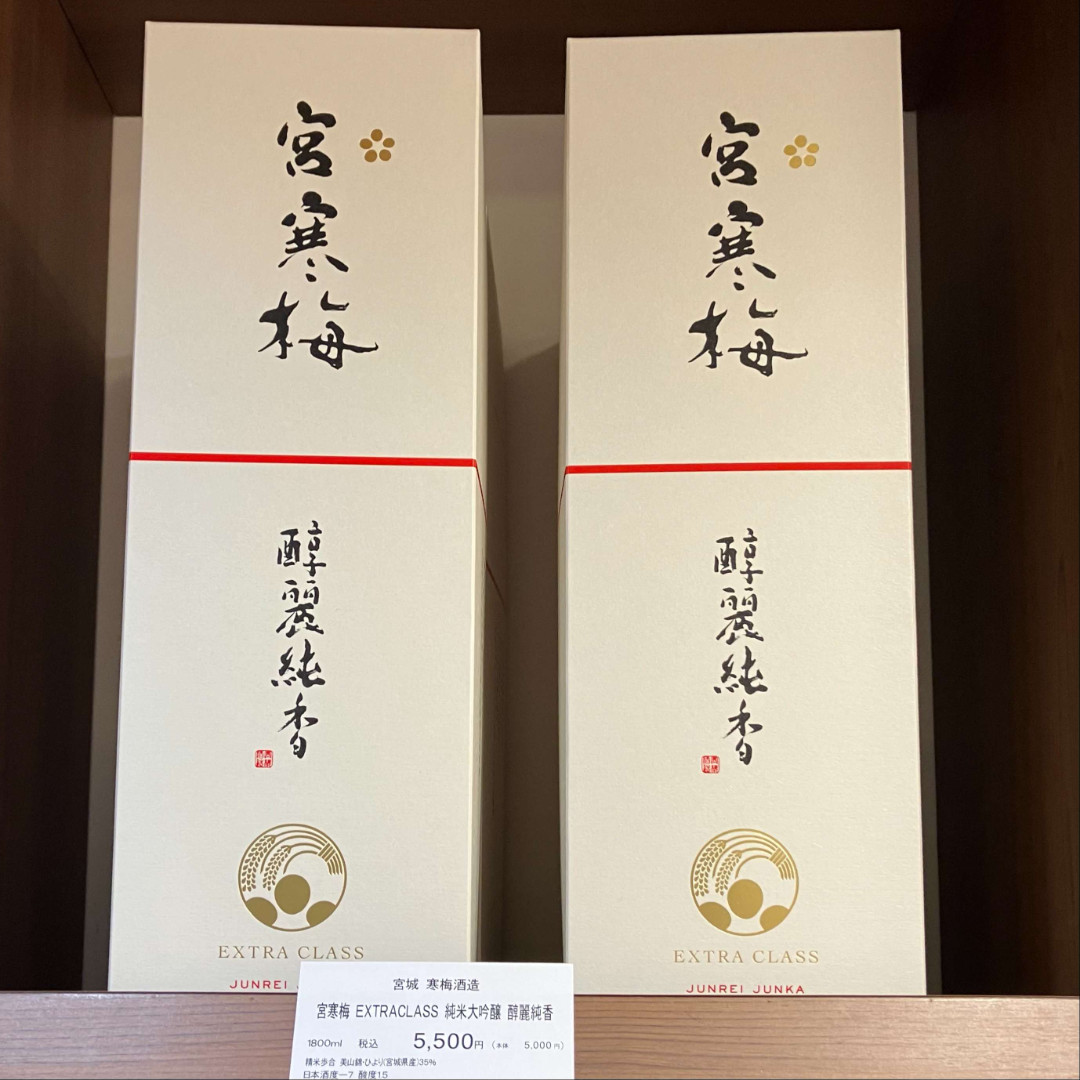 宮寒梅
醇麗純香
EXTRA CLASS
JUNREI
宮寒梅
醇麗純香
EXTRA CLASS
JUNREI JUNKA
宮城 寒梅酒造
宮寒梅 EXTRACLASS 純米大吟醸 醇麗純香
1800ml 税込 5,500円 (本体 5,000円)
精米歩合 美山錦・ひより(宮城県産)35%
日本酒度－7 酸度1.5